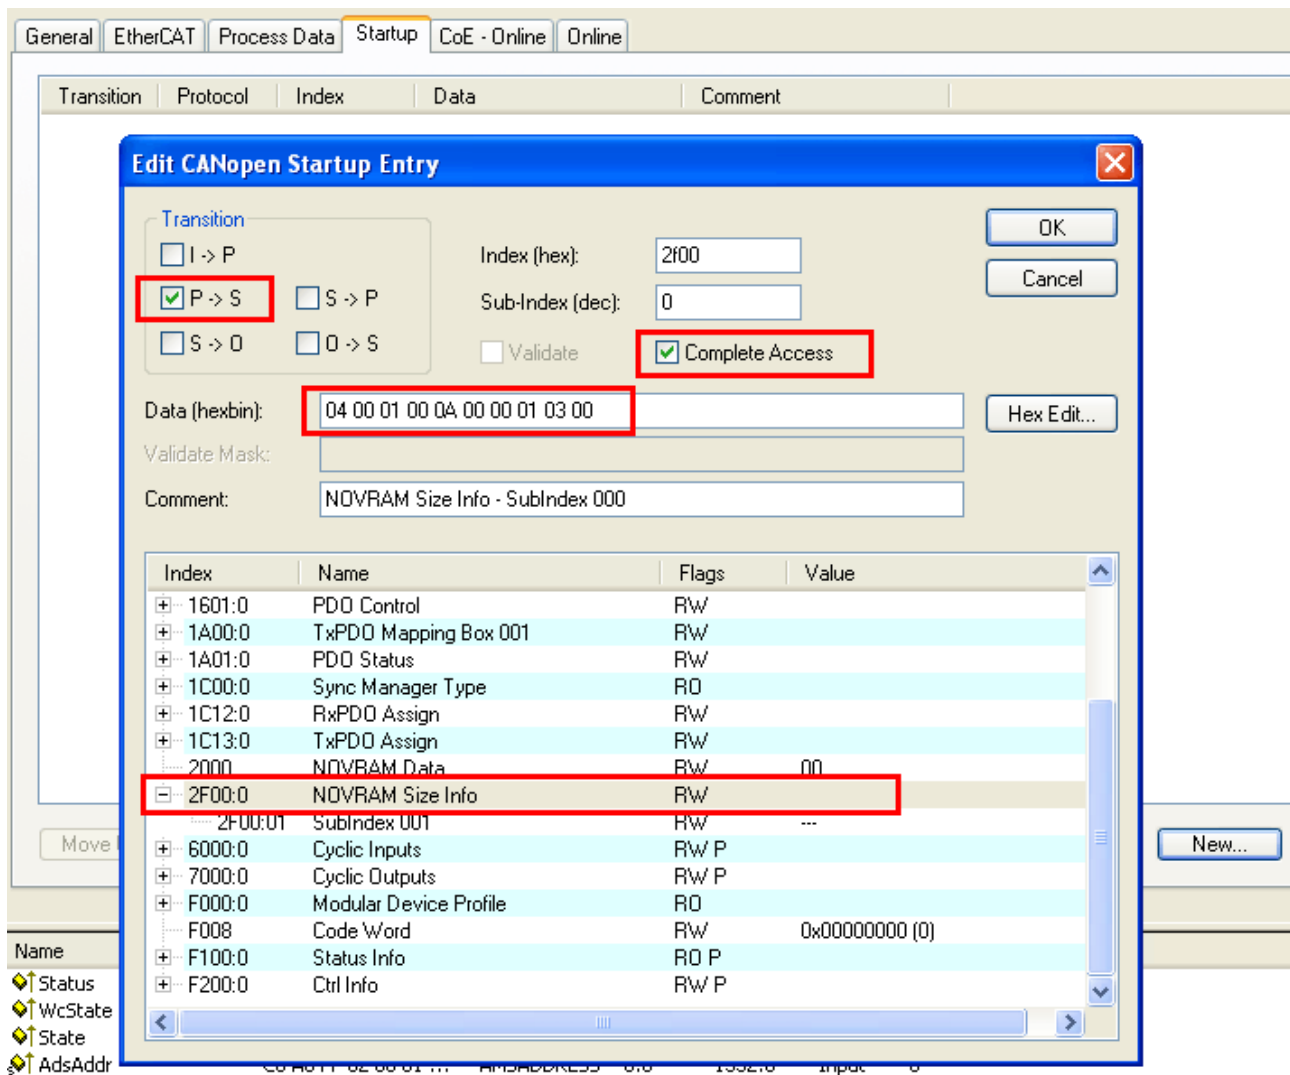 General EtherCAT Process Data Startup CoE - Online Online
Transition Protocol Index Data Comment
Edit CANopen Startup Entry
Transition
I -> P
P -> S S -> P
S -> O O -> S
Index (hex): 2f00
Sub-Index (dec): 0
Validate Complete Access
OK
Cancel
Data (hexbin): 04 00 01 00 0A 00 00 01 03 00
Hex Edit...
Validate Mask:
Comment: NOVRAM Size Info - SubIndex 000
Index Name Flags Value
1601:0 PDO Control RW
1A00:0 TxPDO Mapping Box 001 RW
1A01:0 PDO Status RW
1C00:0 Sync Manager Type RO
1C12:0 RxPDO Assign RW
1C13:0 TxPDO Assign RW
2000 NOVRAM Data RW 00
2F00:0 NOVRAM Size Info RW
2F00:01 SubIndex 001 RW ---
6000:0 Cyclic Inputs RW P
7000:0 Cyclic Outputs RW P
F000:0 Modular Device Profile RO
F008 Code Word RW 0x00000000 (0)
F100:0 Status Info RO P
F200:0 Ctrl Info RW P
Move
New...
Name
Status
WcState
State
AdsAddr AMSADDRESS 8.0 1532.0 Input 0